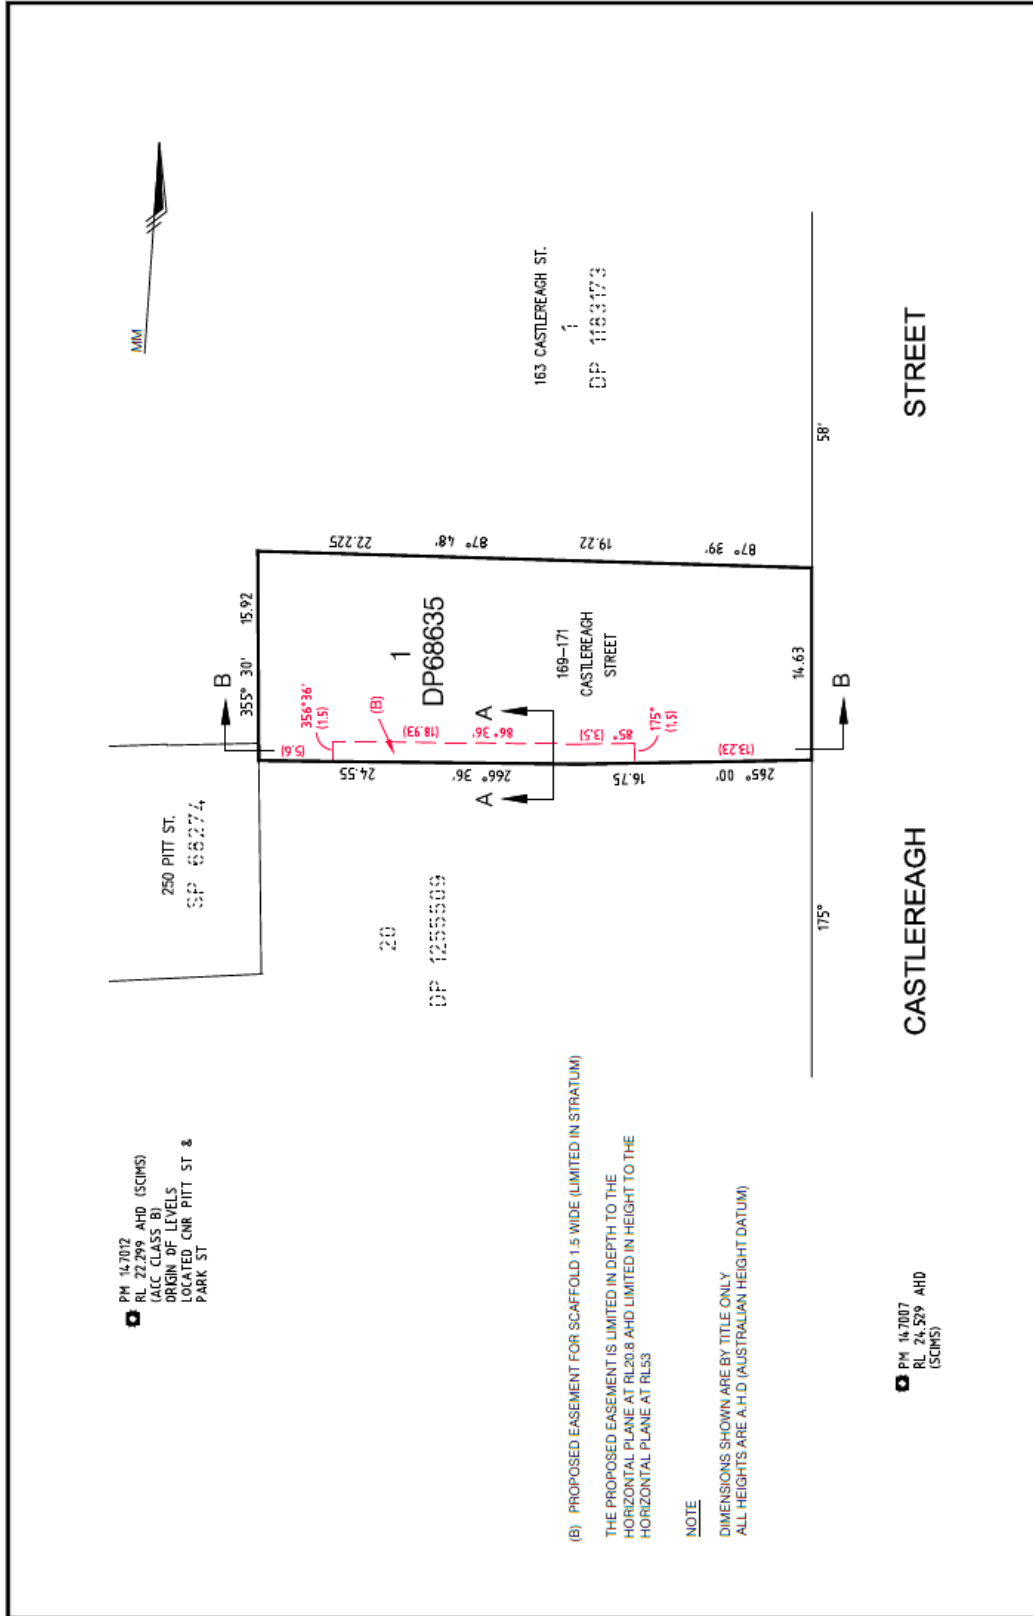 MM
163 CASTLEREAGH ST.
1
DP 1183173
250 PITT ST.
SP 68274
20
DP 1255509
B
355° 30' 15.92
(5.6)
356°36'
(1.5)
(B)
24.55
266° 36'
(18.93)
86° 36'
1
DP68635
22.225
87° 48'
19.22
87° 39'
A
A
169-171
CASTLEREAGH
STREET
(3.5)
85°
175°
(1.5)
16.75
265° 00'
(13.23)
14.63
B
175°
58'
CASTLEREAGH STREET
PM 147012
RL 22.299 AHD (SCIMS)
(ACC CLASS B)
ORIGIN OF LEVELS
LOCATED CNR PITT ST &
PARK ST
(B) PROPOSED EASEMENT FOR SCAFFOLD 1.5 WIDE (LIMITED IN STRATUM)
THE PROPOSED EASEMENT IS LIMITED IN DEPTH TO THE
HORIZONTAL PLANE AT RL20.8 AHD LIMITED IN HEIGHT TO THE
HORIZONTAL PLANE AT RL53
NOTE
DIMENSIONS SHOWN ARE BY TITLE ONLY
ALL HEIGHTS ARE A.H.D (AUSTRALIAN HEIGHT DATUM)
PM 147007
RL 24.529 AHD
(SCIMS)